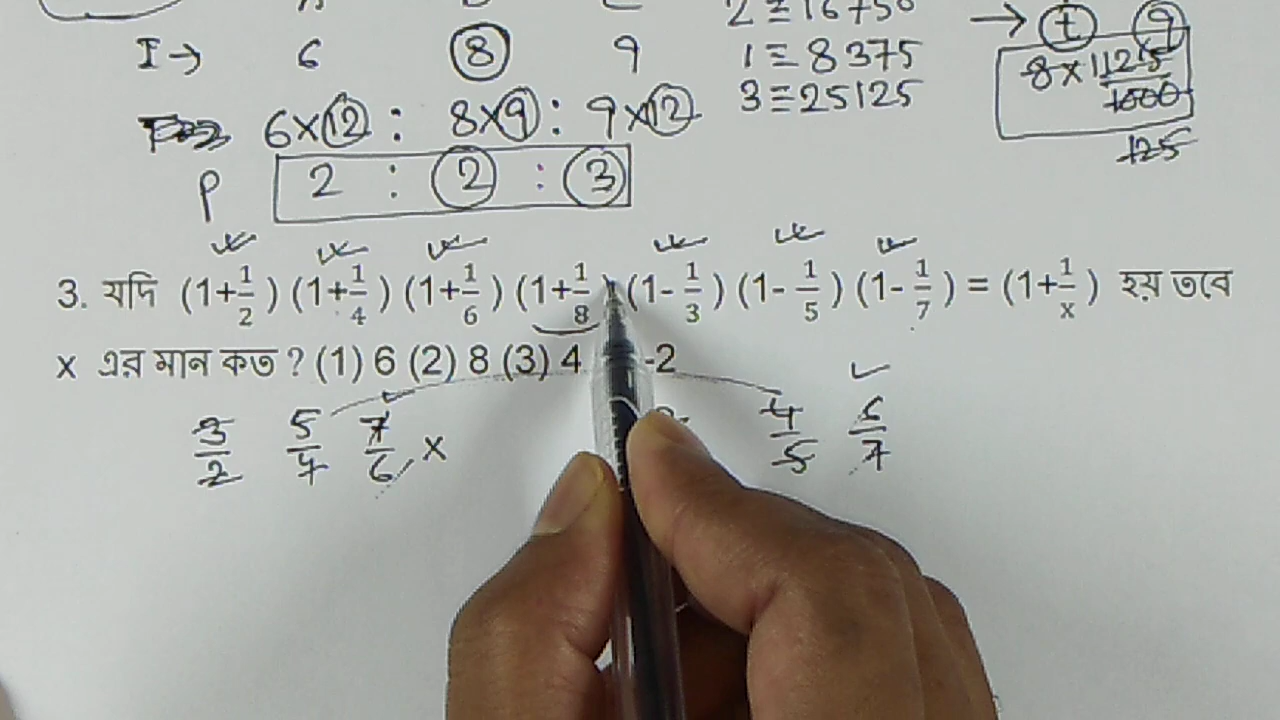 2 ≡ 16750
I → 6 8 9
1 ≡ 8375
→ t 9
8 × 1125
1000
125
6×12 : 8×9 : 9×12
3 ≡ 25125
P 2 : 2 : 3
3. যদি (1+1/2) (1+1/4) (1+1/6) (1+1/8) (1- 1/3) (1- 1/5) (1- 1/7) = (1+1/x) হয় তবে
x এর মান কত ? (1) 6 (2) 8 (3) 4 -2
3/2 5/4 7/6 × 4/5 6/7